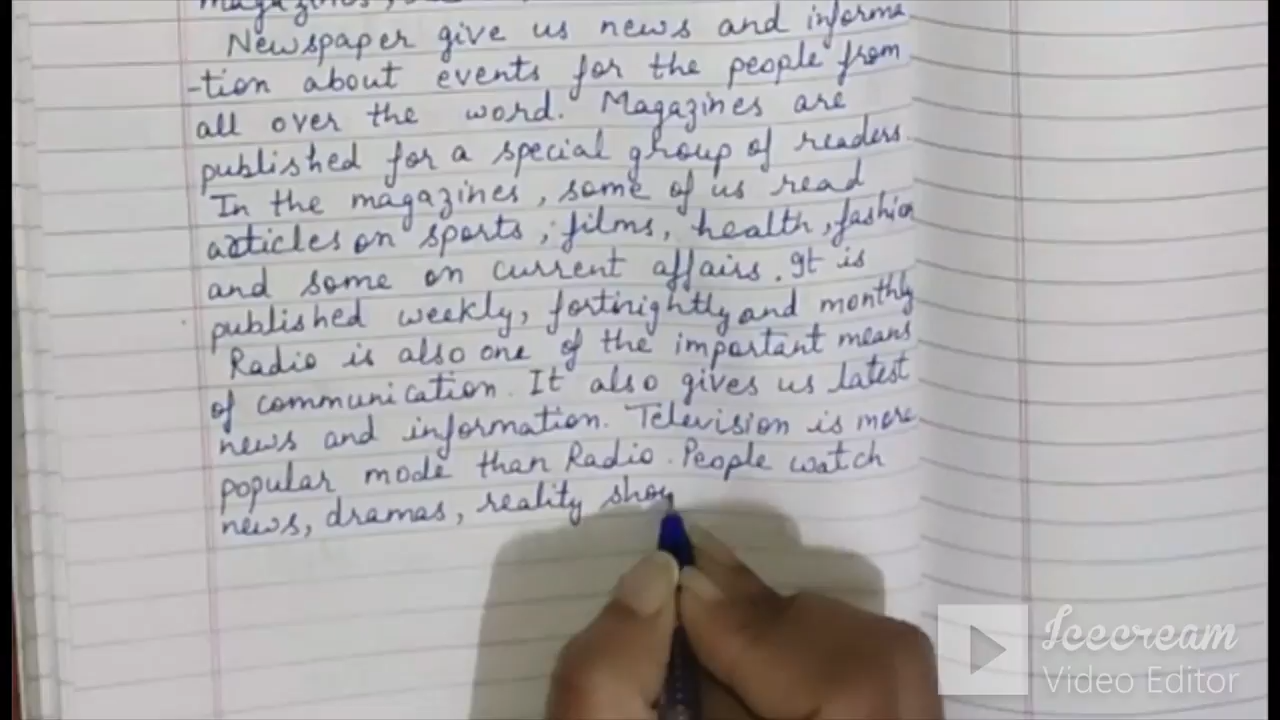 magazines,
Newspaper give us news and informa
-tion about events for the people from
all over the word. Magazines are
published for a special group of readers.
In the magazines, some of us read
articles on sports, films, health, fashion
and some on current affairs. It is
published weekly, fortnightly and monthly
Radio is also one of the important means
of communication. It also gives us latest
news and information. Television is more
popular mode than Radio. People watch
news, dramas, reality show
Icecream
Video Editor